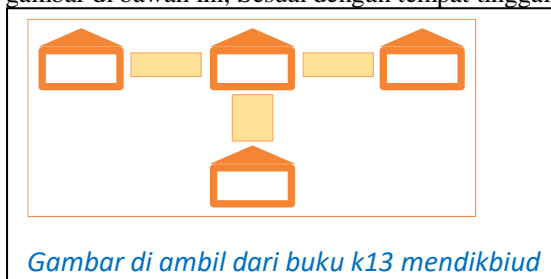 gambar di bawah ini, Sesuai dengan tempat tinggal
Gambar di ambil dari buku k13 mendikbiud